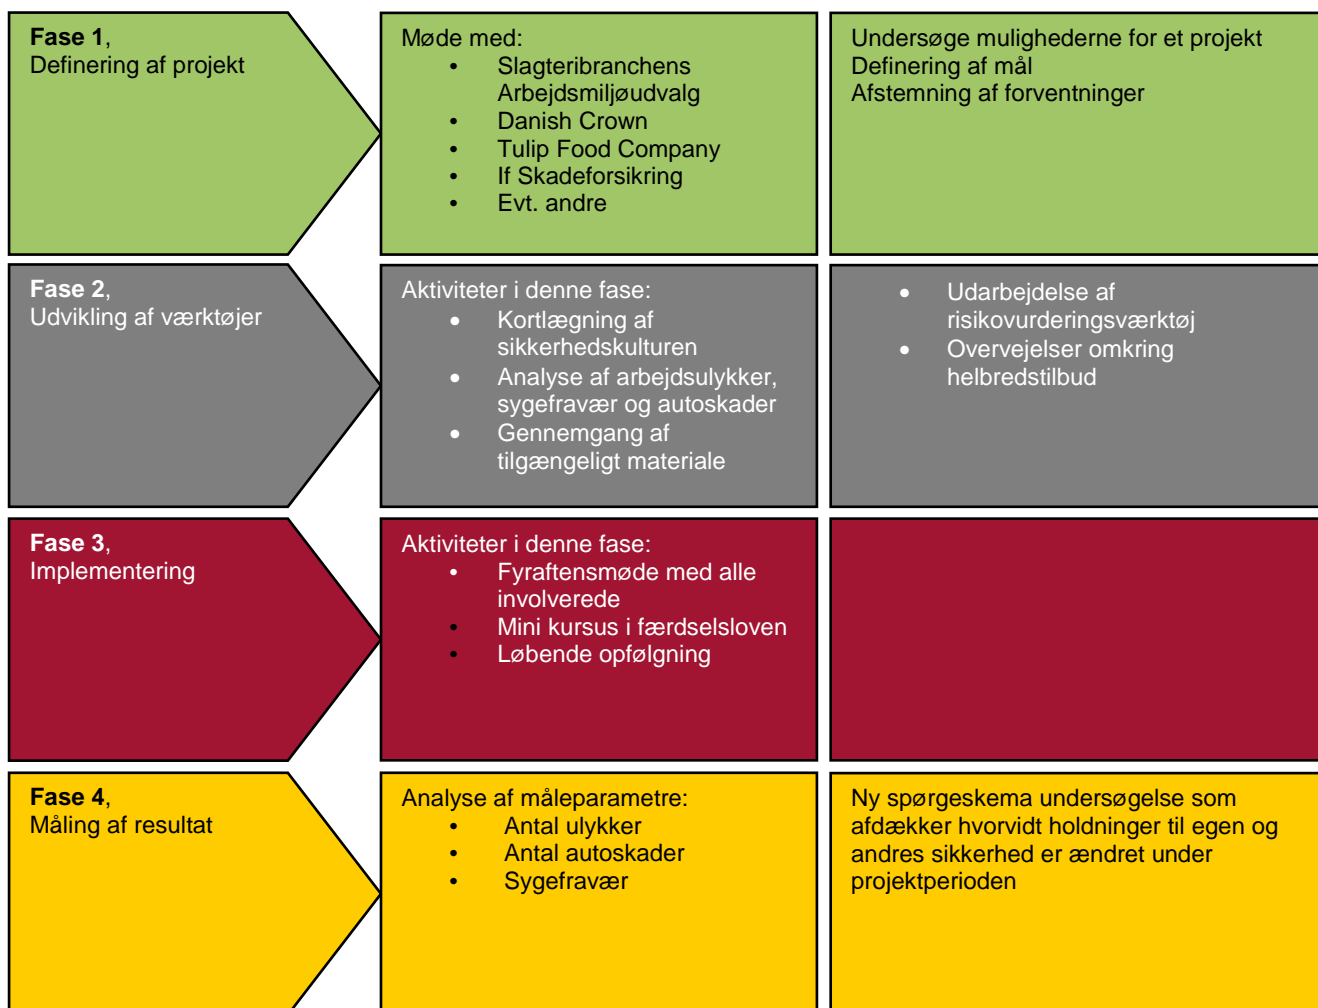 Fase 1,
Definering af projekt
Møde med:
• Slagteribranchens
Arbejdsmiljøudvalg
• Danish Crown
• Tulip Food Company
• If Skadeforsikring
• Evt. andre
Undersøge mulighederne for et projekt
Definering af mål
Afstemning af forventninger
Fase 2,
Udvikling af værktøjer
Aktiviteter i denne fase:
• Kortlægning af
sikkerhedskulturen
• Analyse af arbejdsulykker,
sygefravær og autoskader
• Gennemgang af
tilgængeligt materiale
• Udarbejdelse af
risikovurderingsværktøj
• Overvejelser omkring
helbredstilbud
Fase 3,
Implementering
Aktiviteter i denne fase:
• Fyraftensmøde med alle
involverede
• Mini kursus i færdselsloven
• Løbende opfølgning
Fase 4,
Måling af resultat
Analyse af måleparametre:
• Antal ulykker
• Antal autoskader
• Sygefravær
Ny spørgeskema undersøgelse som
afdækker hvorvidt holdninger til egen og
andres sikkerhed er ændret under
projektperioden